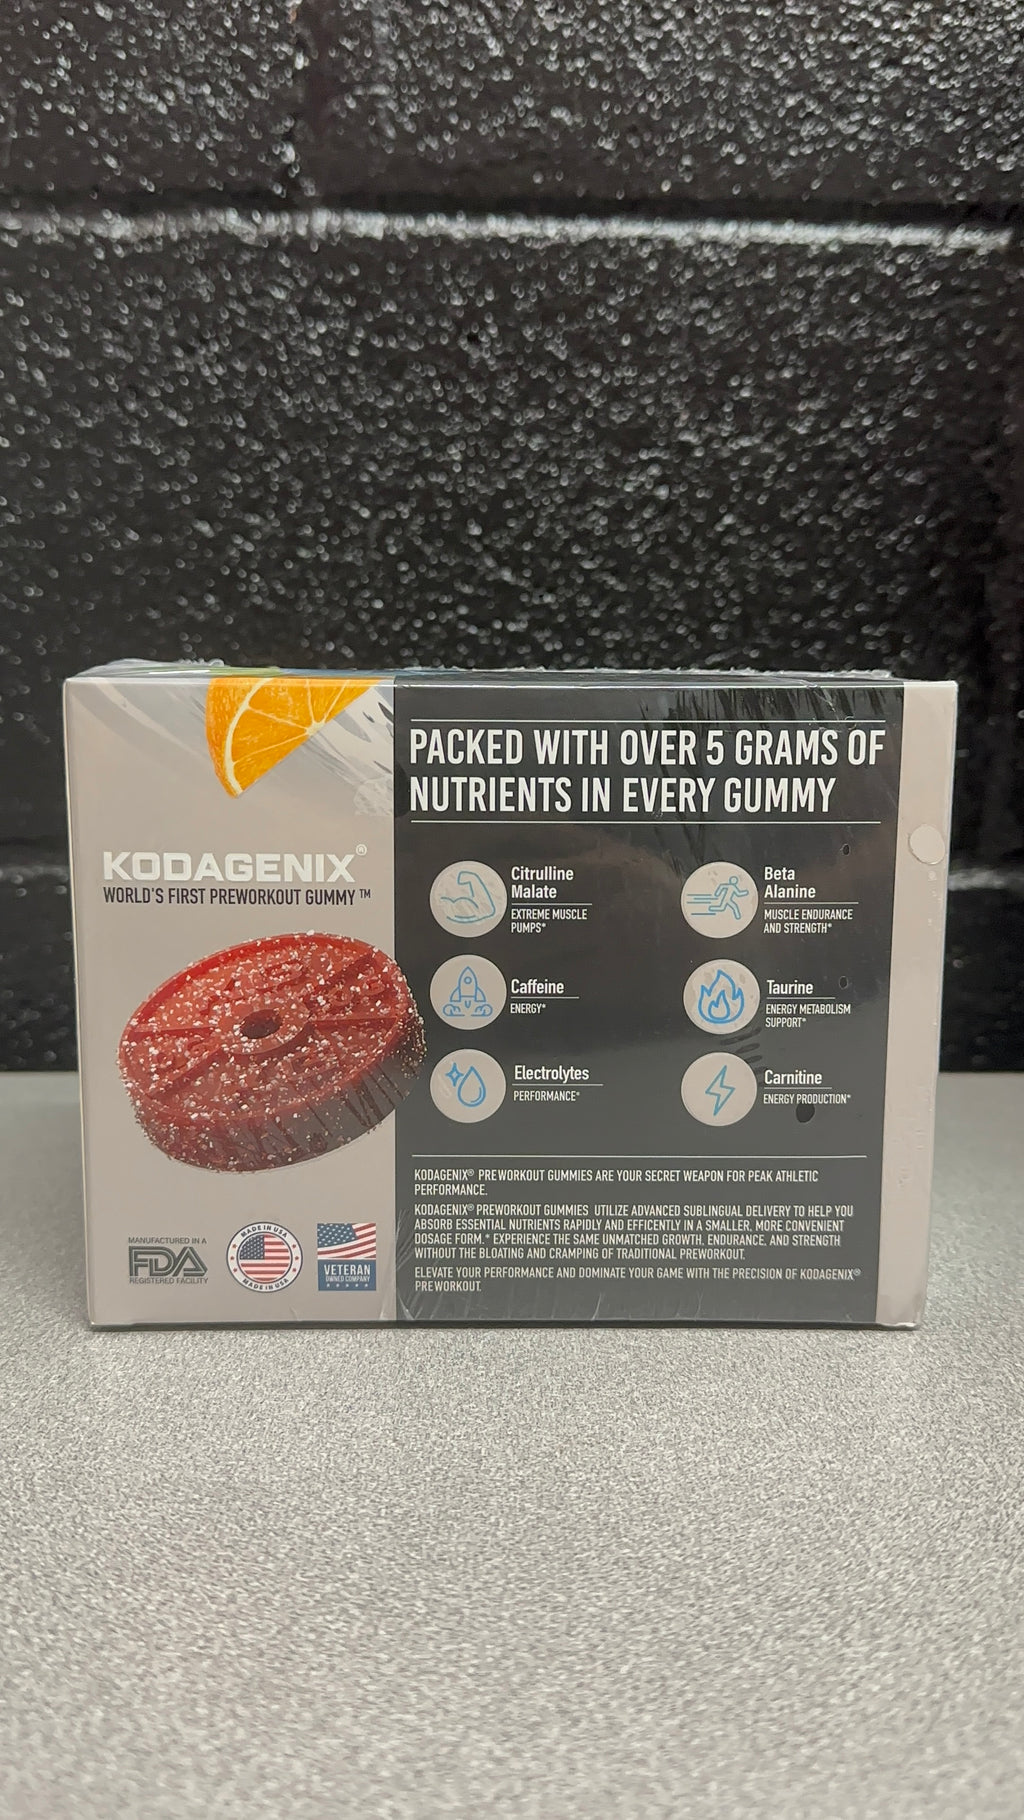 PACKED WITH OVER 5 GRAMS OF
NUTRIENTS IN EVERY GUMMY
KODAGENIX®
WORLD'S FIRST PREWORKOUT GUMMY™
Citrulline
Malate
EXTREME MUSCLE
PUMPS*
Beta
Alanine
MUSCLE ENDURANCE
AND STRENGTH*
Caffeine
ENERGY*
Taurine
ENERGY METABOLISM
SUPPORT*
Electrolytes
PERFORMANCE*
Carnitine
ENERGY PRODUCTION*
KODAGENIX® PREWORKOUT GUMMIES ARE YOUR SECRET WEAPON FOR PEAK ATHLETIC
PERFORMANCE.
KODAGENIX® PREWORKOUT GUMMIES UTILIZE ADVANCED SUBLINGUAL DELIVERY TO HELP YOU
ABSORB ESSENTIAL NUTRIENTS RAPIDLY AND EFFICENTLY IN A SMALLER, MORE CONVENIENT
DOSAGE FORM.* EXPERIENCE THE SAME UNMATCHED GROWTH, ENDURANCE, AND STRENGTH
WITHOUT THE BLOATING AND CRAMPING OF TRADITIONAL PREWORKOUT.
ELEVATE YOUR PERFORMANCE AND DOMINATE YOUR GAME WITH THE PRECISION OF KODAGENIX®
PREWORKOUT.
MANUFACTURED IN A
FDA
REGISTERED FACILITY
MADE IN USA
MADE IN USA
VETERAN
OWNED COMPANY